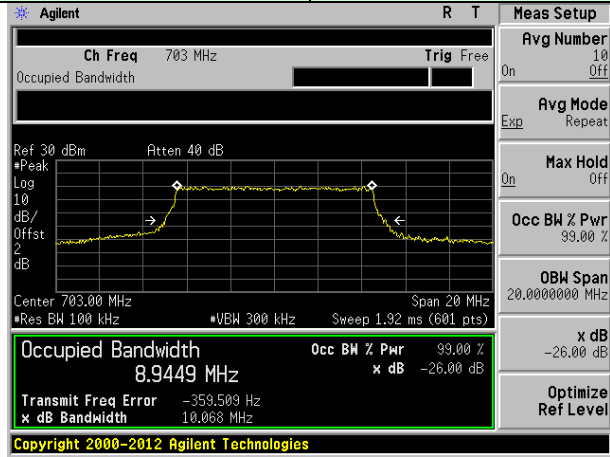 Agilent R T
Ch Freq 703 MHz Trig Free
Occupied Bandwidth
Ref 30 dBm Atten 40 dB
#Peak
Log
10
dB/
Offst
2
dB
Center 703.00 MHz Span 20 MHz
#Res BW 100 kHz #VBW 300 kHz Sweep 1.92 ms (601 pts)
Occupied Bandwidth Occ BW % Pwr 99.00 %
8.9449 MHz x dB -26.00 dB
Transmit Freq Error -359.509 Hz
x dB Bandwidth 10.068 MHz
Copyright 2000-2012 Agilent Technologies
Meas Setup
Avg Number
10
On Off
Avg Mode
Exp Repeat
Max Hold
On Off
Occ BW % Pwr
99.00 %
OBW Span
20.0000000 MHz
x dB
-26.00 dB
Optimize
Ref Level